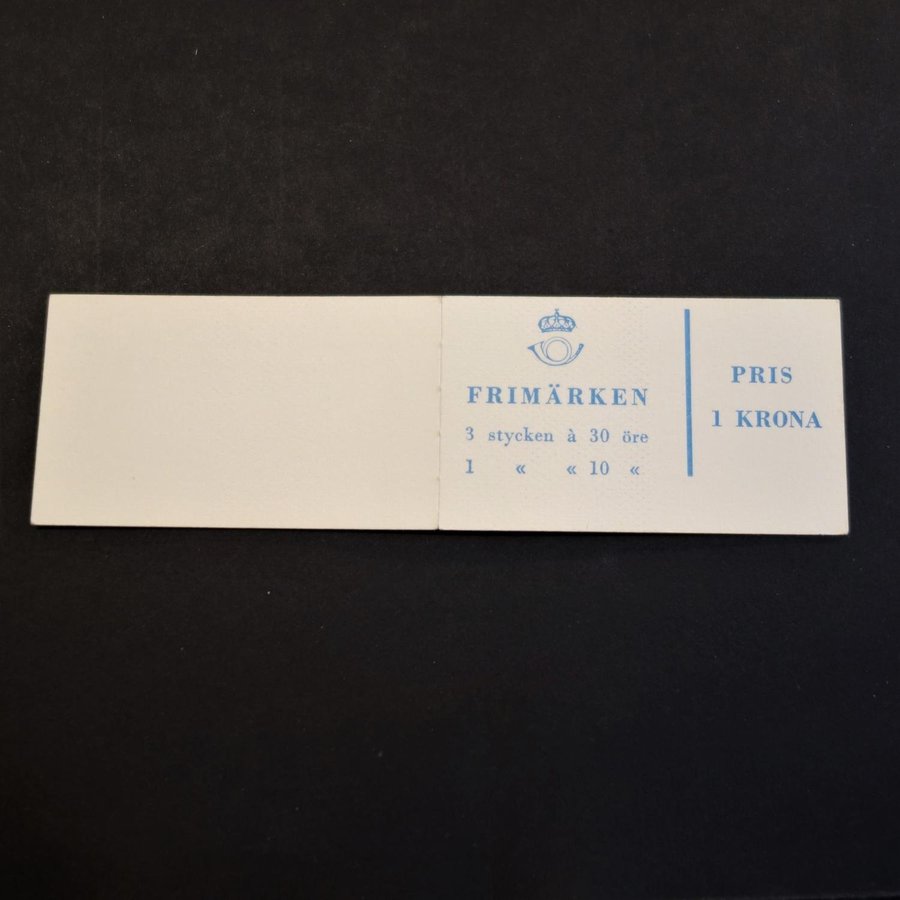 FRIMÄRKEN
3 stycken à 30 öre
1 « « 10 «
PRIS
1 KRONA